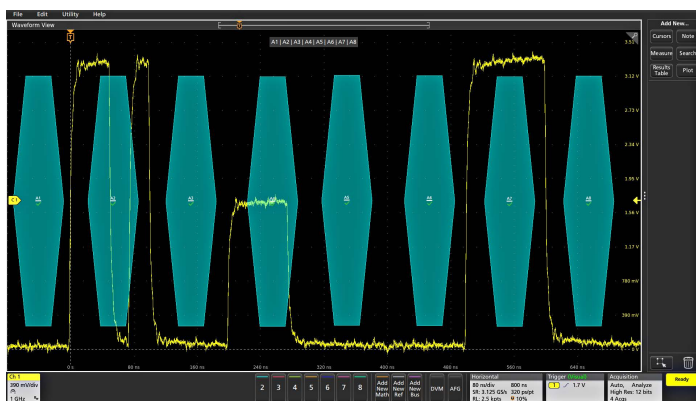 File Edit Utility Help
Waveform View
Add New...
A1 | A2 | A3 | A4 | A5 | A6 | A7 | A8
Cursors Note
Measure Search
Results Table Plot
T
3.12 V
2.73 V
2.34 V
1.95 V
1.56 V
1.17 V
780 mV
390 mV
0 V
C1
A1 A2 A3 A5 A6 A7 A8
0 s 80 ns 160 ns 240 ns 320 ns 400 ns 480 ns 560 ns 640 ns
Ch 1
390 mV/div
1 GHz
2 3 4 5 6 7 8
Add New Math
Add New Ref
Add New Bus
DVM AFG
Horizontal
80 ns/div 800 ns
SR: 3.125 GS/s 320 ps/pt
RL: 2.5 kpts 10%
Trigger (Visual)
1 1.7 V
Acquisition
Auto, Analyze
High Res: 12 bits
4 Acqs
Ready